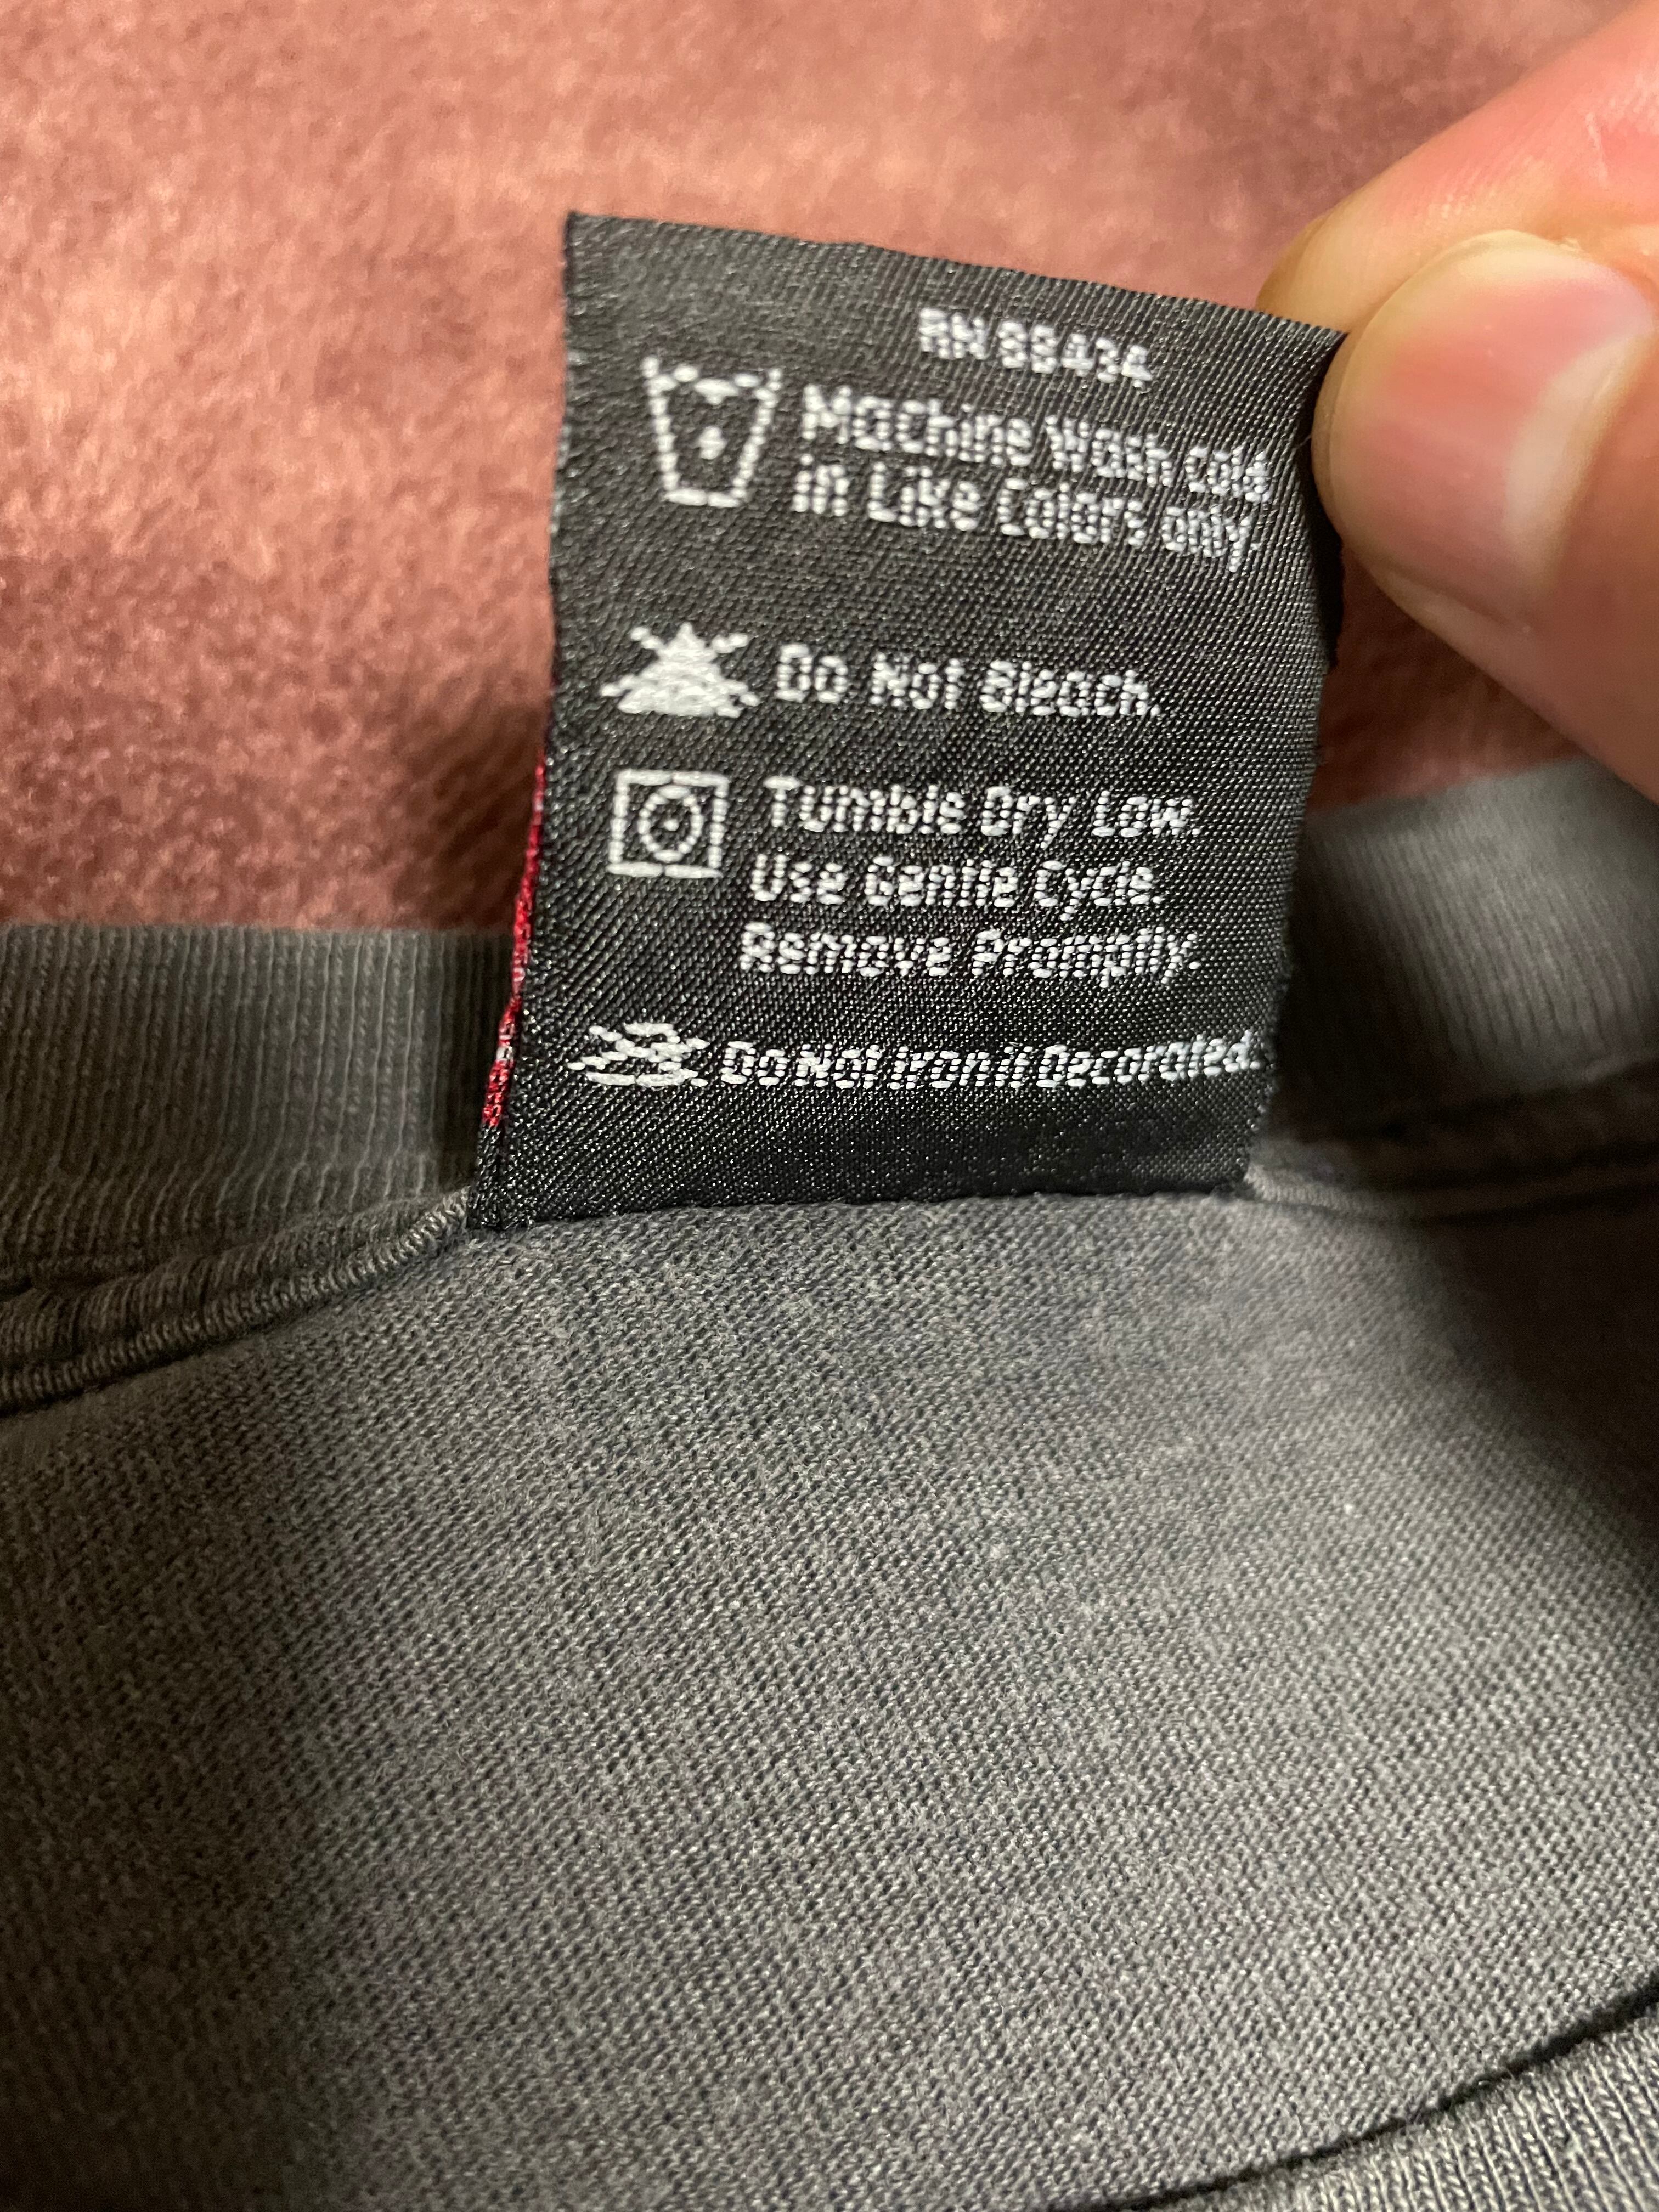 RN 98434
Machine Wash Cold
in Like Colors only.
Do Not Bleach.
Tumble Dry Low.
Use Gentle Cycle.
Remove Promptly.
Do Not Iron if Decorated.